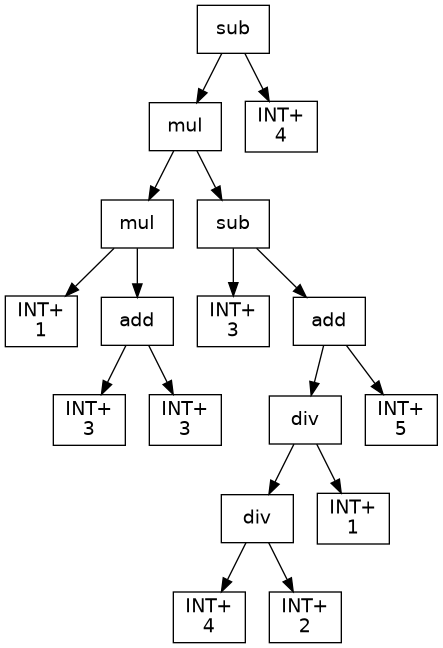 sub
mul
INT+
4
mul
sub
INT+
1
add
INT+
3
add
INT+
3
INT+
3
div
INT+
5
div
INT+
1
INT+
4
INT+
2